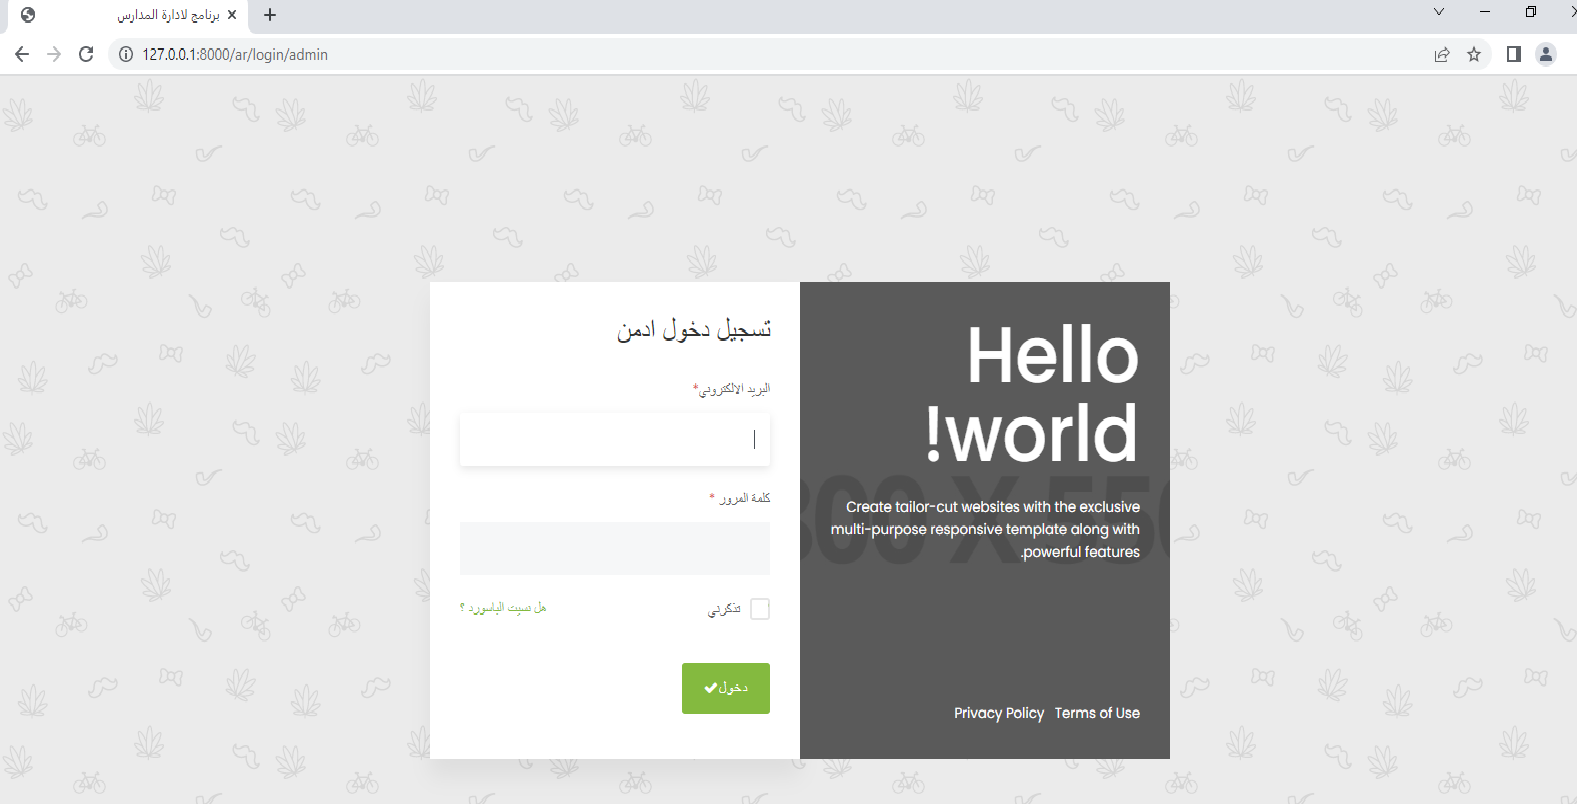 برنامج لادارة المدارس
127.0.0.1:8000/ar/login/admin
Hello
world!
Create tailor-cut websites with the exclusive
multi-purpose responsive template along with
powerful features.
Terms of Use
Privacy Policy
تسجيل دخول ادمن
البريد الالكتروني*
كلمة المرور *
تذكرني
هل نسيت الباسورد ؟
دخول